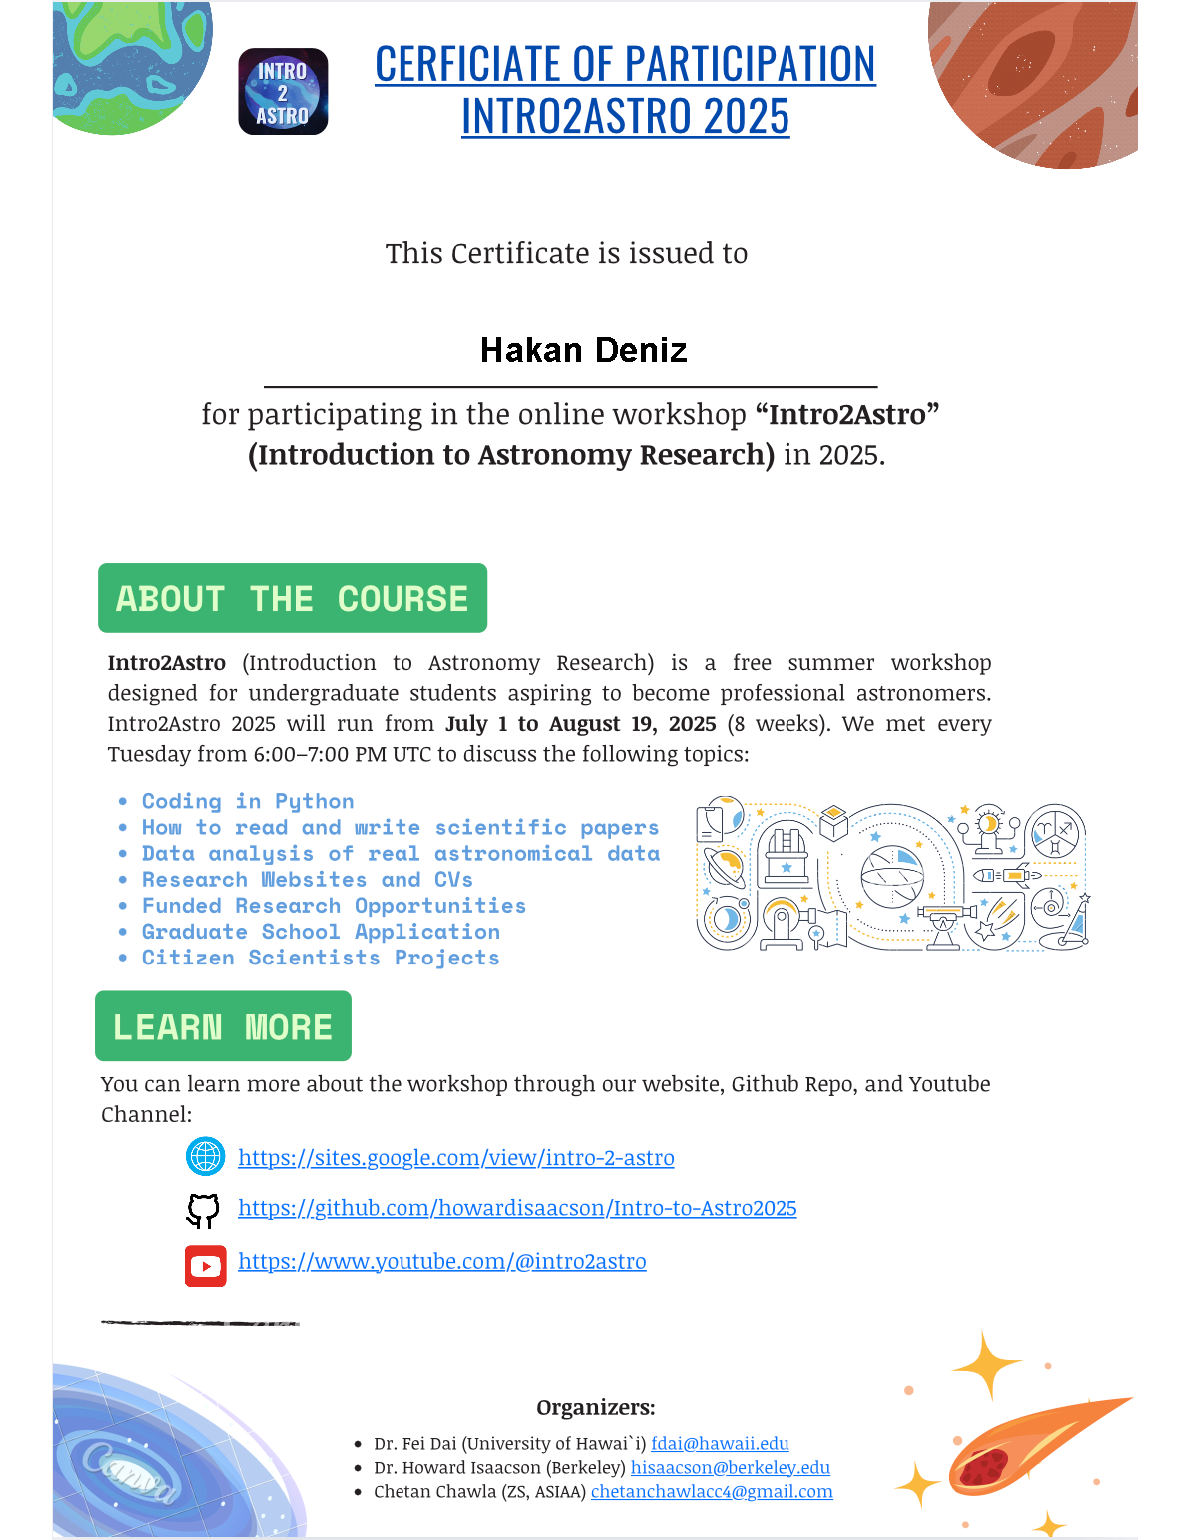 INTRO
2
ASTRO
CERFICIATE OF PARTICIPATION
INTRO2ASTRO 2025
This Certificate is issued to
Hakan Deniz
for participating in the online workshop “Intro2Astro”
(Introduction to Astronomy Research) in 2025.
ABOUT THE COURSE
Intro2Astro (Introduction to Astronomy Research) is a free summer workshop
designed for undergraduate students aspiring to become professional astronomers.
Intro2Astro 2025 will run from July 1 to August 19, 2025 (8 weeks). We met every
Tuesday from 6:00–7:00 PM UTC to discuss the following topics:
• Coding in Python
• How to read and write scientific papers
• Data analysis of real astronomical data
• Research Websites and CVs
• Funded Research Opportunities
• Graduate School Application
• Citizen Scientists Projects
LEARN MORE
You can learn more about the workshop through our website, Github Repo, and Youtube
Channel:
https://sites.google.com/view/intro-2-astro
https://github.com/howardisaacson/Intro-to-Astro2025
https://www.youtube.com/@intro2astro
Canva
Organizers:
• Dr. Fei Dai (University of Hawai`i) fdai@hawaii.edu
• Dr. Howard Isaacson (Berkeley) hisaacson@berkeley.edu
• Chetan Chawla (ZS, ASIAA) chetanchawlacc4@gmail.com